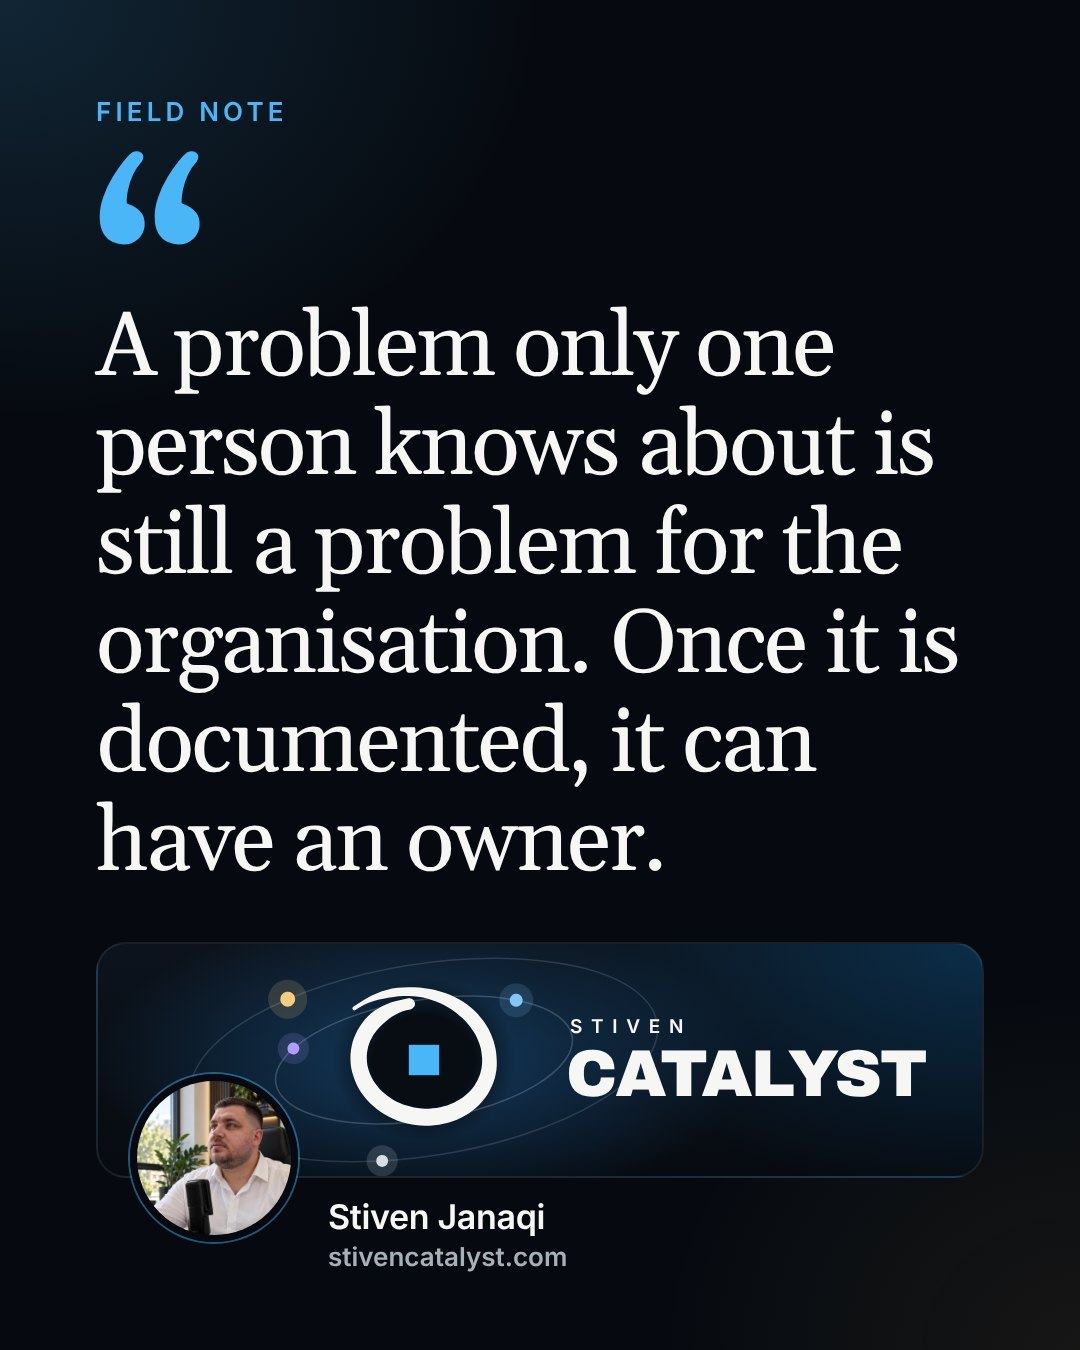 FIELD NOTE
“
A problem only one
person knows about is
still a problem for the
organisation. Once it is
documented, it can
have an owner.
STIVEN
CATALYST
Stiven Janaqi
stivencatalyst.com